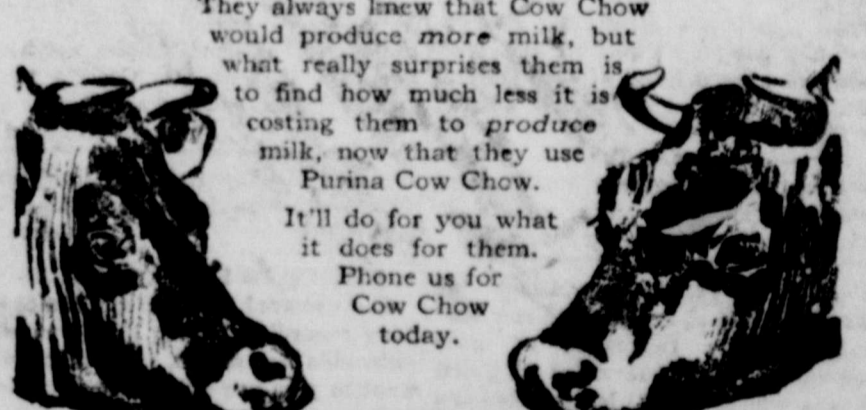 They always knew that Cow Chow
would produce more milk, but
what really surprises them is
to find how much less it is
costing them to produce
milk, now that they use
Purina Cow Chow.
It'll do for you what
it does for them.
Phone us for
Cow Chow
today.